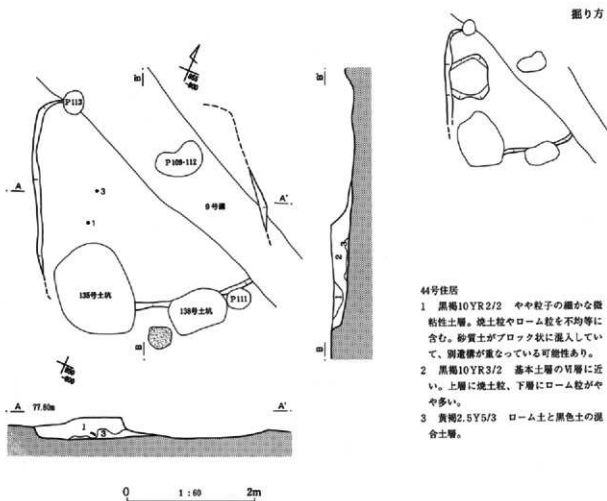 掘り方
P113
P109-112
9号溝
3
1
A
A'
B
B'
135号土坑
136号土坑
P111
1
2
3
A
77.80m
A'
1
3
0
1:60
2m
44号住居
1 黒褐10YR2/2 やや粒子の細かな微
粘性土層。焼土粒やローム粒を不均等に
含む。砂質土がブロック状に混入してい
て、別遺構が重なっている可能性あり。
2 黒褐10YR3/2 基本土層のⅥ層に近
い。上層に焼土粒、下層にローム粒がや
や多い。
3 黄褐2.5Y5/3 ローム土と黒色土の混
合土層。